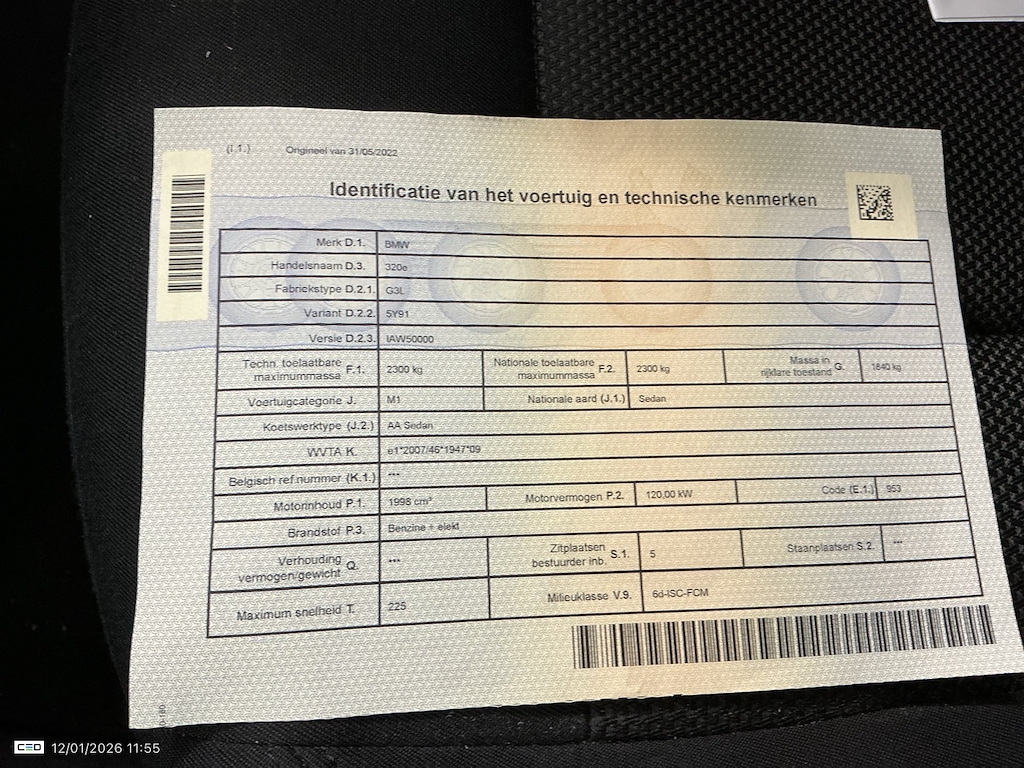 (I.1.) Origineel van 31/05/2022
Identificatie van het voertuig en technische kenmerken
Merk D.1. BMW
Handelsnaam D.3. 320e
Fabriekstype D.2.1. G3L
Variant D.2.2. 5Y91
Versie D.2.3. IAW50000
Techn. toelaatbare maximummassa F.1. 2300 kg Nationale toelaatbare maximummassa F.2. 2300 kg Massa in rijklare toestand G. 1840 kg
Voertuigcategorie J. M1 Nationale aard (J.1.) Sedan
Koetswerktype (J.2.) AA Sedan
WVTA K. e1*2007/46*1947*09
Belgisch ref.nummer (K.1.) ***
Motorinhoud P.1. 1998 cm³ Motorvermogen P.2. 120,00 kW Code (E.1.) 953
Brandstof P.3. Benzine + elekt
Verhouding vermogen/gewicht Q. *** Zitplaatsen bestuurder inb. S.1. 5 Staanplaatsen S.2. ***
Maximum snelheid T. 225 Milieuklasse V.9. 6d-ISC-FCM
CEO 12/01/2026 11:55